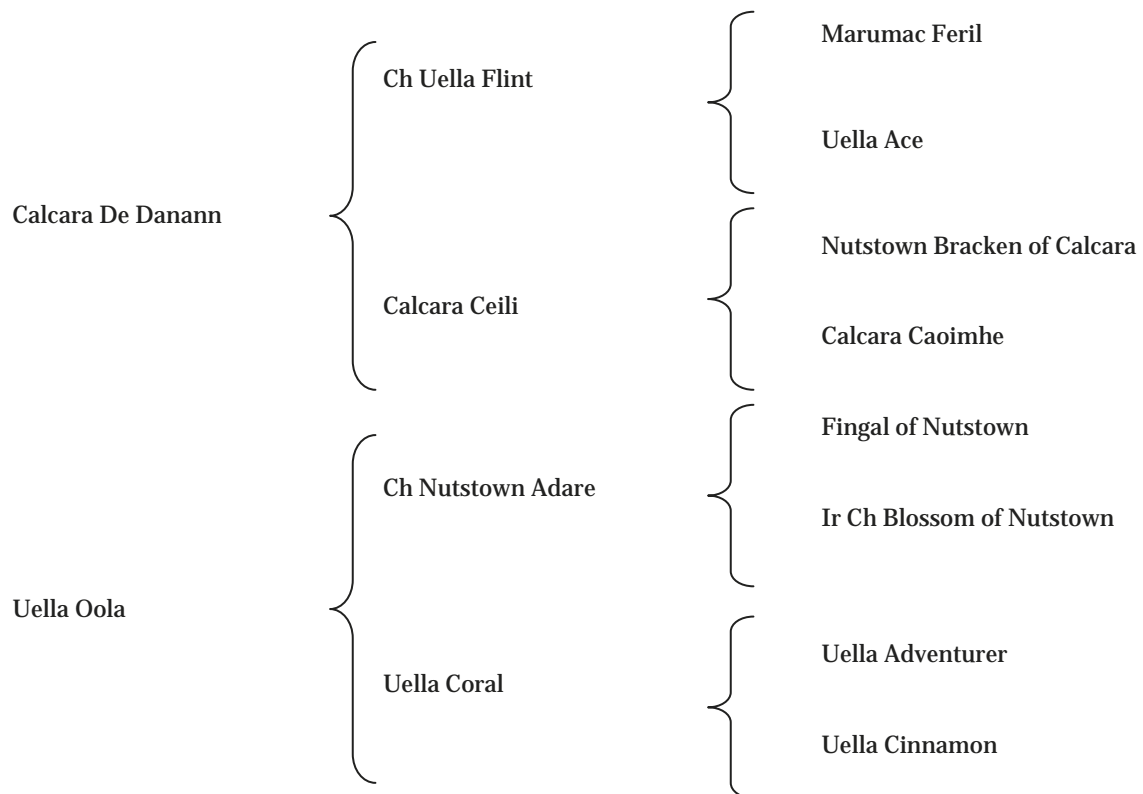 Marumac Feril
Ch Uella Flint
Uella Ace
Calcara De Danann
Nutstown Bracken of Calcara
Calcara Ceili
Calcara Caoimhe
Fingal of Nutstown
Ch Nutstown Adare
Ir Ch Blossom of Nutstown
Uella Oola
Uella Adventurer
Uella Coral
Uella Cinnamon